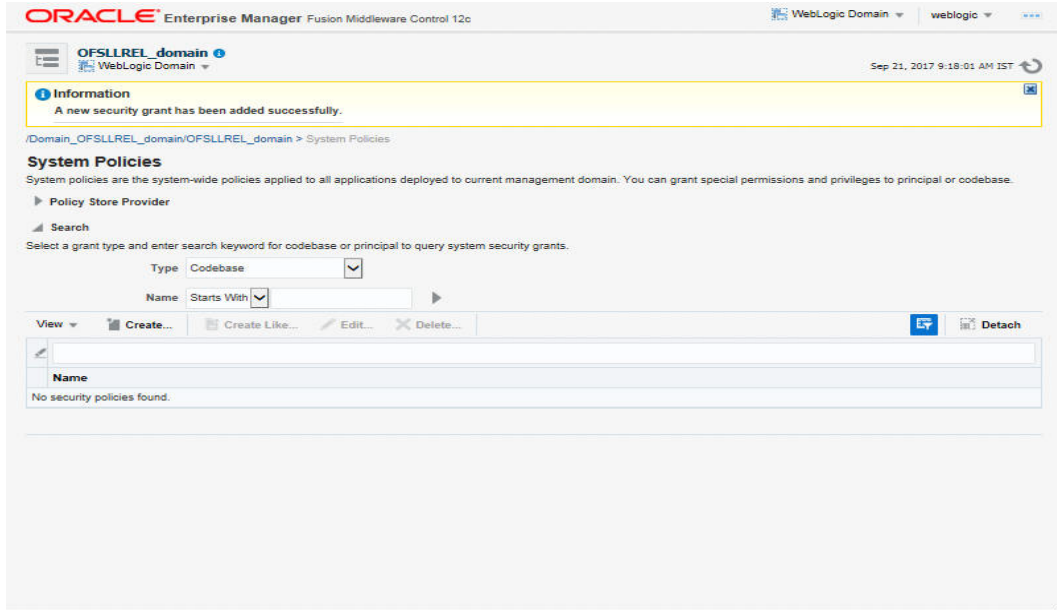 ORACLE® Enterprise Manager Fusion Middleware Control 12c
WebLogic Domain
weblogic
OFSLLREL_domain
WebLogic Domain
Sep 21, 2017 9:18:01 AM IST
Information
A new security grant has been added successfully.
/Domain_OFSLLREL_domain/OFSLLREL_domain > System Policies
System Policies
System policies are the system-wide policies applied to all applications deployed to current management domain. You can grant special permissions and privileges to principal or codebase.
Policy Store Provider
Search
Select a grant type and enter search keyword for codebase or principal to query system security grants.
Type Codebase
Name Starts With
View Create... Create Like... Edit... Delete... Detach
Name
No security policies found.